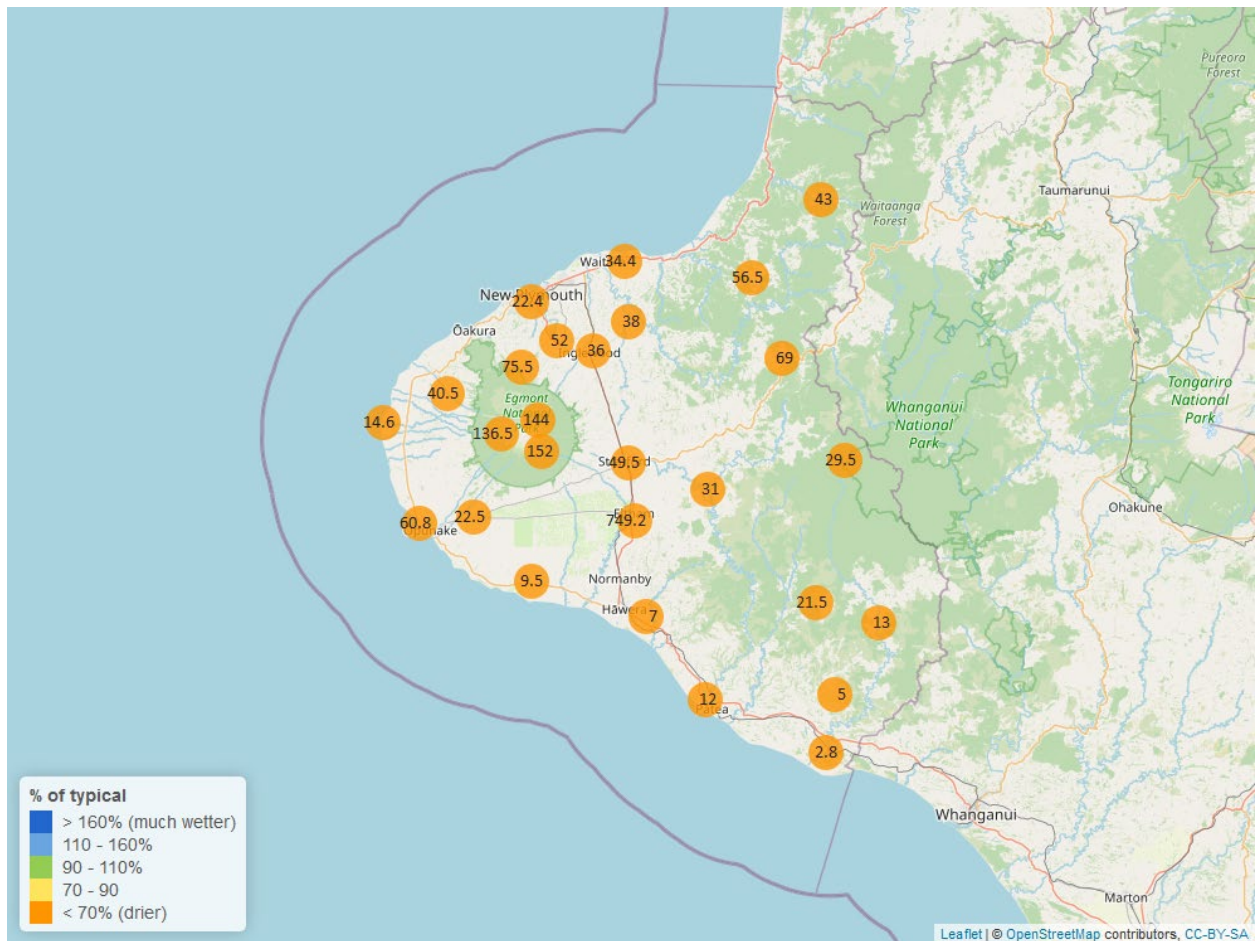 Pureora
Forest
Taumarunui
43
Waitaanga
Forest
34.4
56.5
New Plymouth
22.4
38
Ōakura
52
36
Inglewood
69
75.5
Tongariro
National
Park
40.5
Egmont
144
14.6
136.5
Whanganui
National
Park
152
49.5
29.5
31
Ohakune
22.5
60.8
749.2
9.5
Normanby
21.5
Hāwera
7
13
5
12
Patea
2.8
% of typical
> 160% (much wetter)
110 - 160%
90 - 110%
70 - 90
< 70% (drier)
Whanganui
Marton
Leaflet | © OpenStreetMap contributors, CC-BY-SA